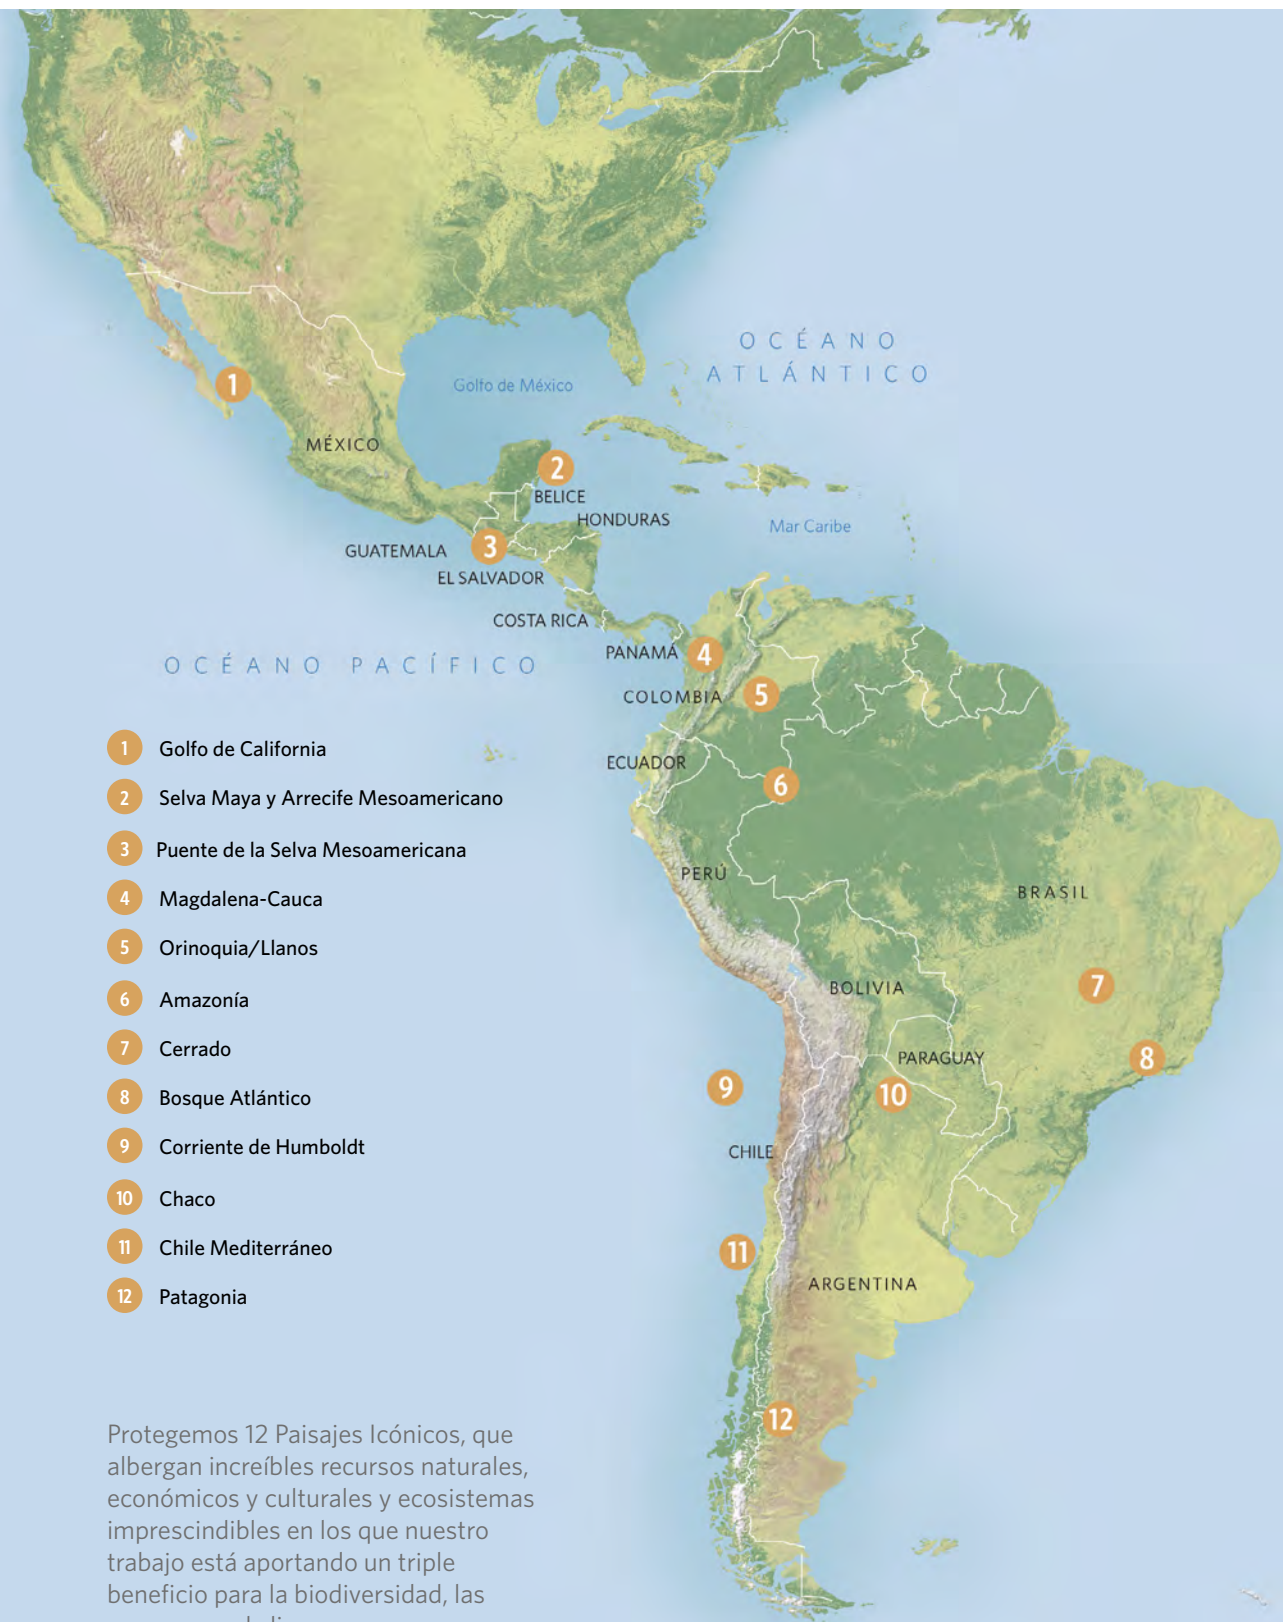 OCÉANO
ATLÁNTICO
Golfo de México
1
MÉXICO
2
BELICE
HONDURAS
Mar Caribe
GUATEMALA
3
EL SALVADOR
COSTA RICA
PANAMÁ
4
OCÉANO PACÍFICO
COLOMBIA
5
ECUADOR
6
PERÚ
BRASIL
7
BOLIVIA
PARAGUAY
8
9
10
CHILE
11
ARGENTINA
12
1 Golfo de California
2 Selva Maya y Arrecife Mesoamericano
3 Puente de la Selva Mesoamericana
4 Magdalena-Cauca
5 Orinoquia/Llanos
6 Amazonía
7 Cerrado
8 Bosque Atlántico
9 Corriente de Humboldt
10 Chaco
11 Chile Mediterráneo
12 Patagonia
Protegemos 12 Paisajes Icónicos, que
albergan increíbles recursos naturales,
económicos y culturales y ecosistemas
imprescindibles en los que nuestro
trabajo está aportando un triple
beneficio para la biodiversidad, las